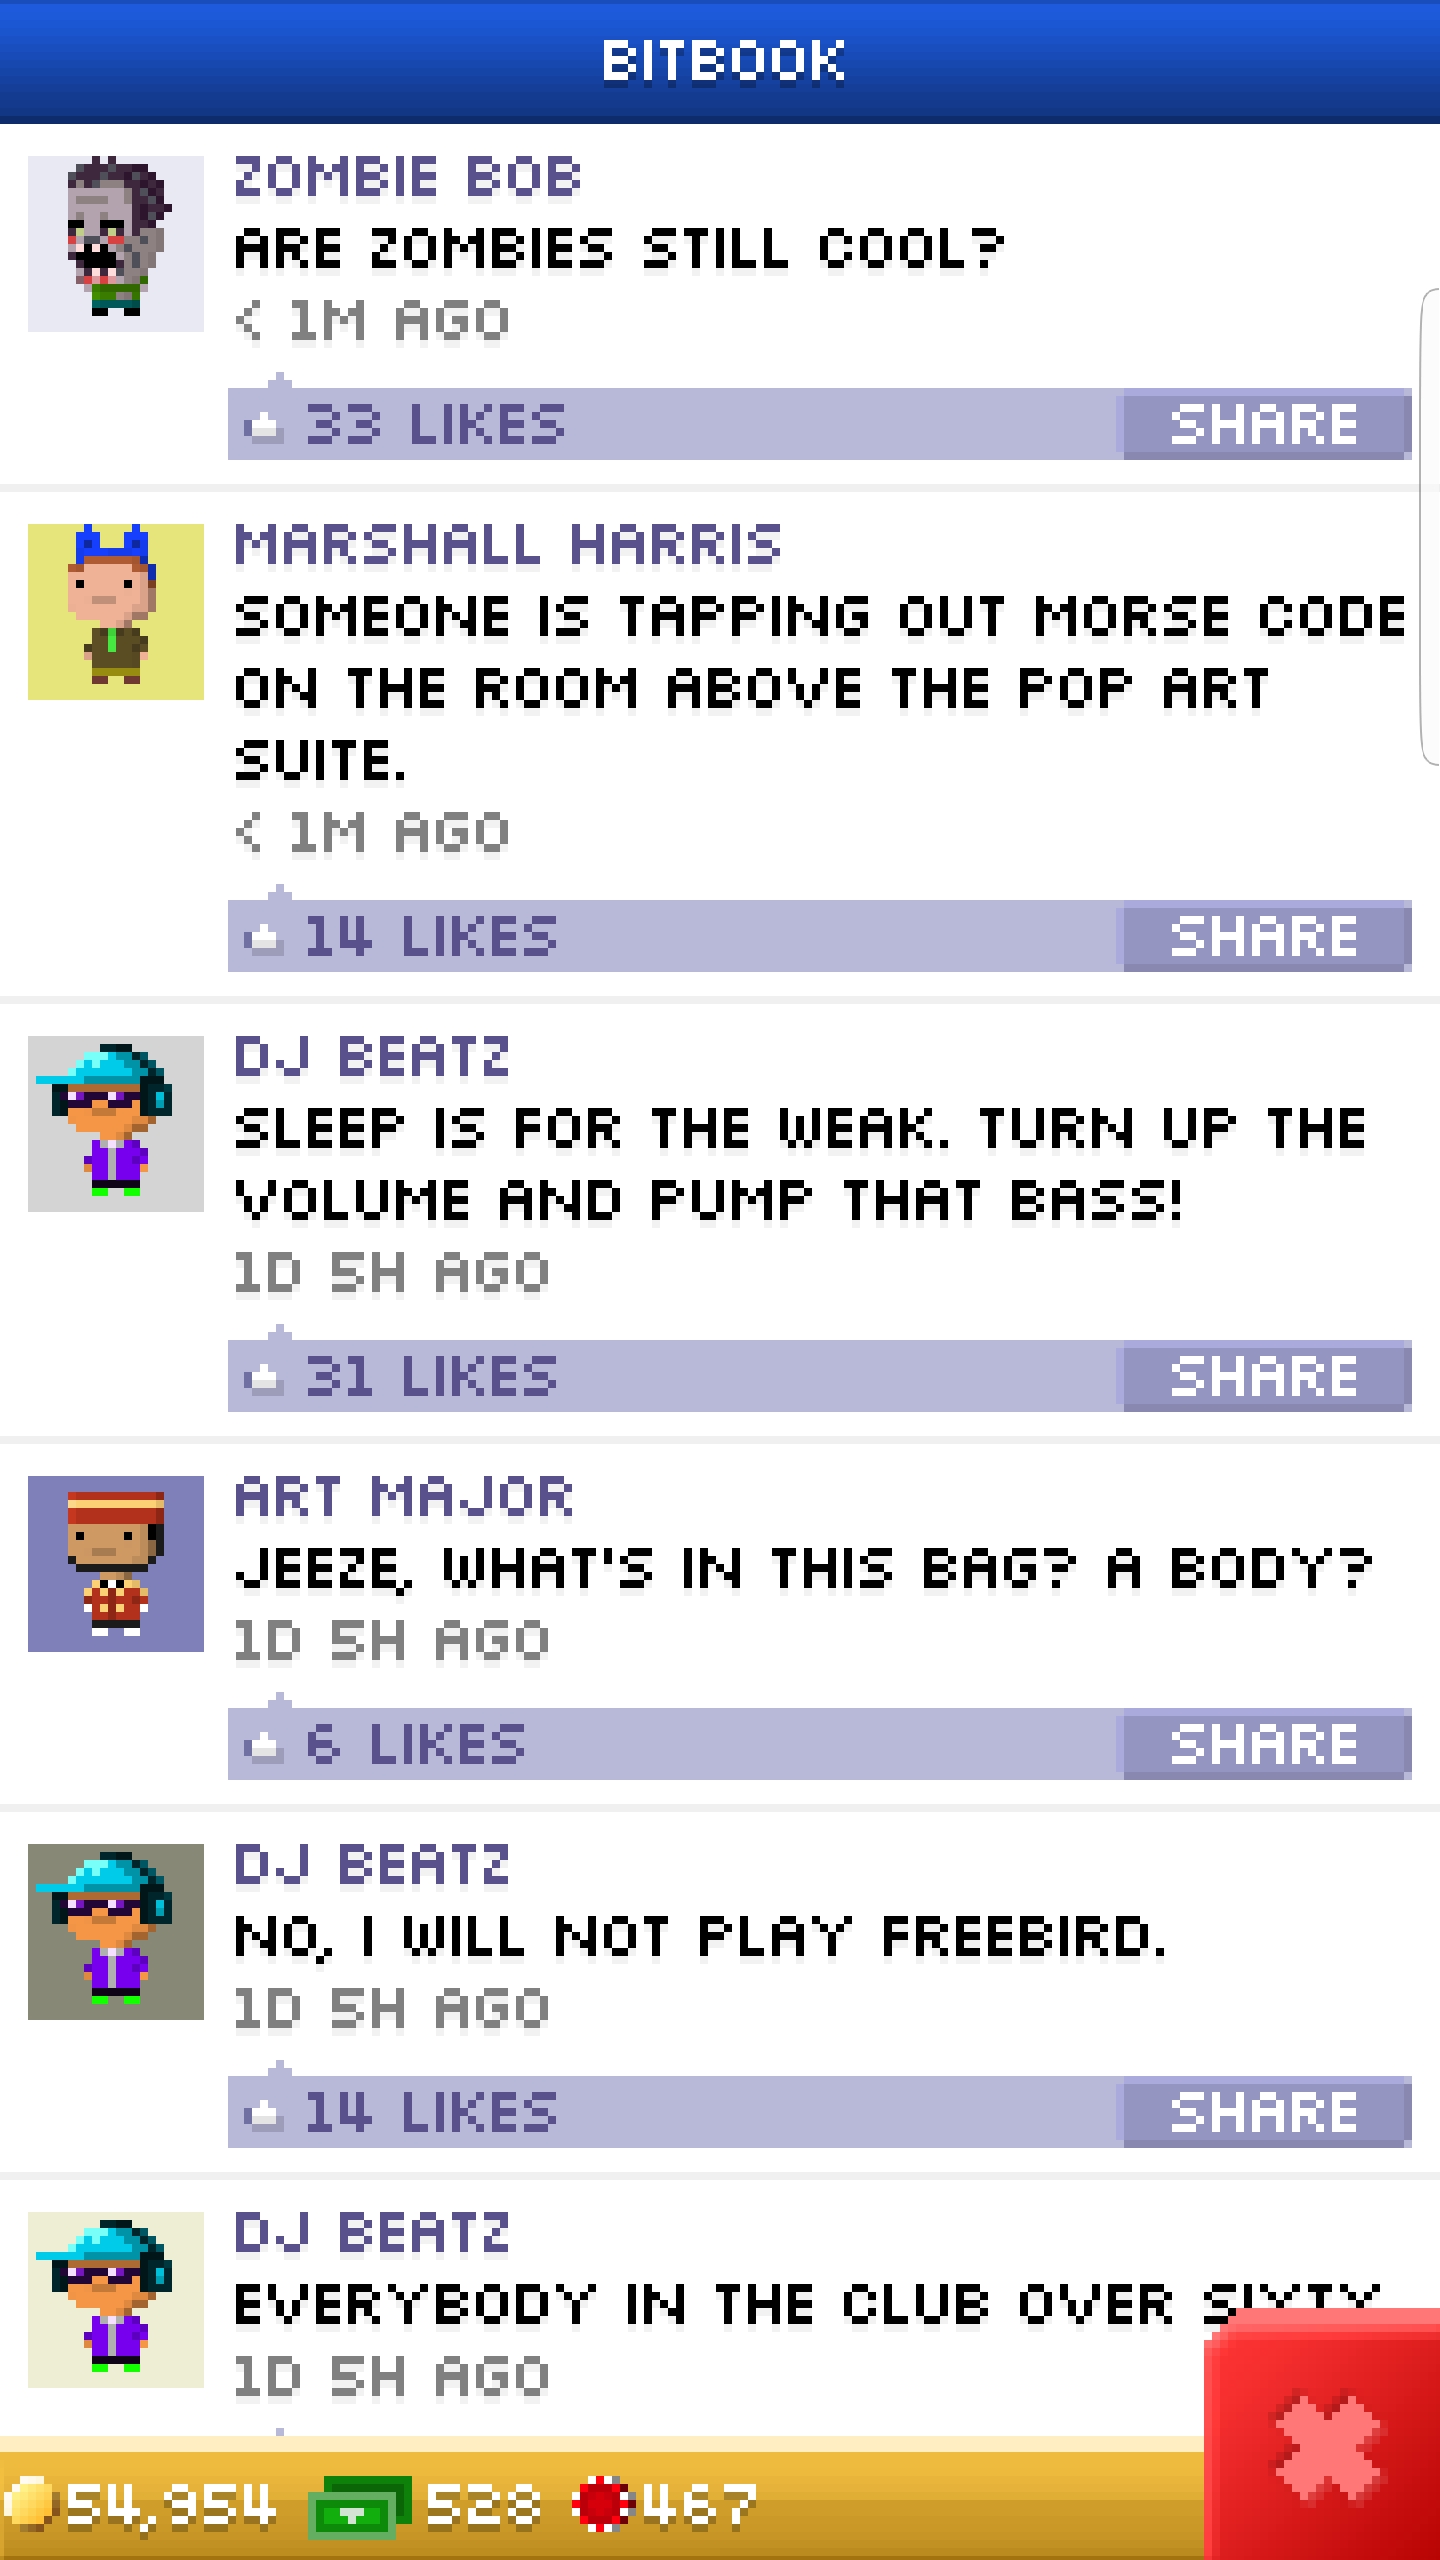 BITBOOK
ZOMBIE BOB
ARE ZOMBIES STILL COOL?
< 1M AGO
33 LIKES
SHARE
MARSHALL HARRIS
SOMEONE IS TAPPING OUT MORSE CODE
ON THE ROOM ABOVE THE POP ART
SUITE.
< 1M AGO
14 LIKES
SHARE
DJ BEATZ
SLEEP IS FOR THE WEAK. TURN UP THE
VOLUME AND PUMP THAT BASS!
1D 5H AGO
31 LIKES
SHARE
ART MAJOR
JEEZE, WHAT'S IN THIS BAG? A BODY?
1D 5H AGO
6 LIKES
SHARE
DJ BEATZ
NO, I WILL NOT PLAY FREEBIRD.
1D 5H AGO
14 LIKES
SHARE
DJ BEATZ
EVERYBODY IN THE CLUB OVER SIXTY
1D 5H AGO
54,954 528 467